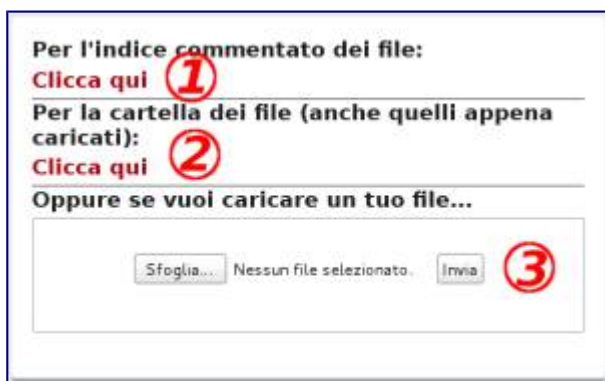 Per l'indice commentato dei file:
Clicca qui 1
Per la cartella dei file (anche quelli appena
caricati):
Clicca qui 2
Oppure se vuoi caricare un tuo file...
Sfoglia... Nessun file selezionato. Invia 3